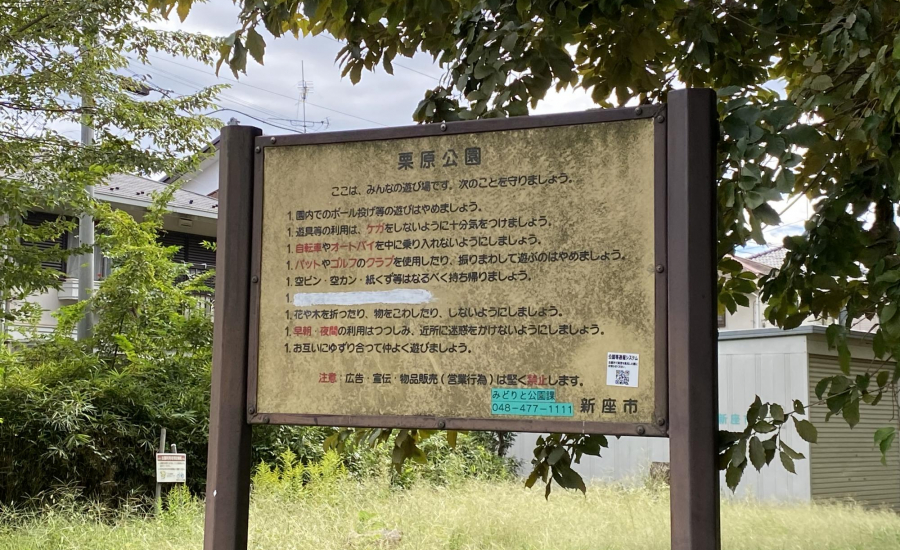 栗原公園
ここは、みんなの遊び場です。次のことを守りましょう。
1. 園内でのボール投げ等の遊びはやめましょう。
1. 遊具等の利用は、ケガをしないように十分気をつけましょう。
1. 自転車やオートバイを中に乗り入れないようにしましょう。
1. バットやゴルフのクラブを使用したり、振りまわして遊ぶのはやめましょう。
1. 空ビン・空カン・紙くず等はなるべく持ち帰りましょう。
1.
1. 花や木を折ったり、物をこわしたり、しないようにしましょう。
1. 早朝・夜間の利用はつつしみ、近所に迷惑をかけないようにしましょう。
1. お互いにゆずり合って仲よく遊びましょう。
注意 広告・宣伝・物品販売(営業行為)は堅く禁止します。
みどりと公園課
048-477-1111
新座市
新座